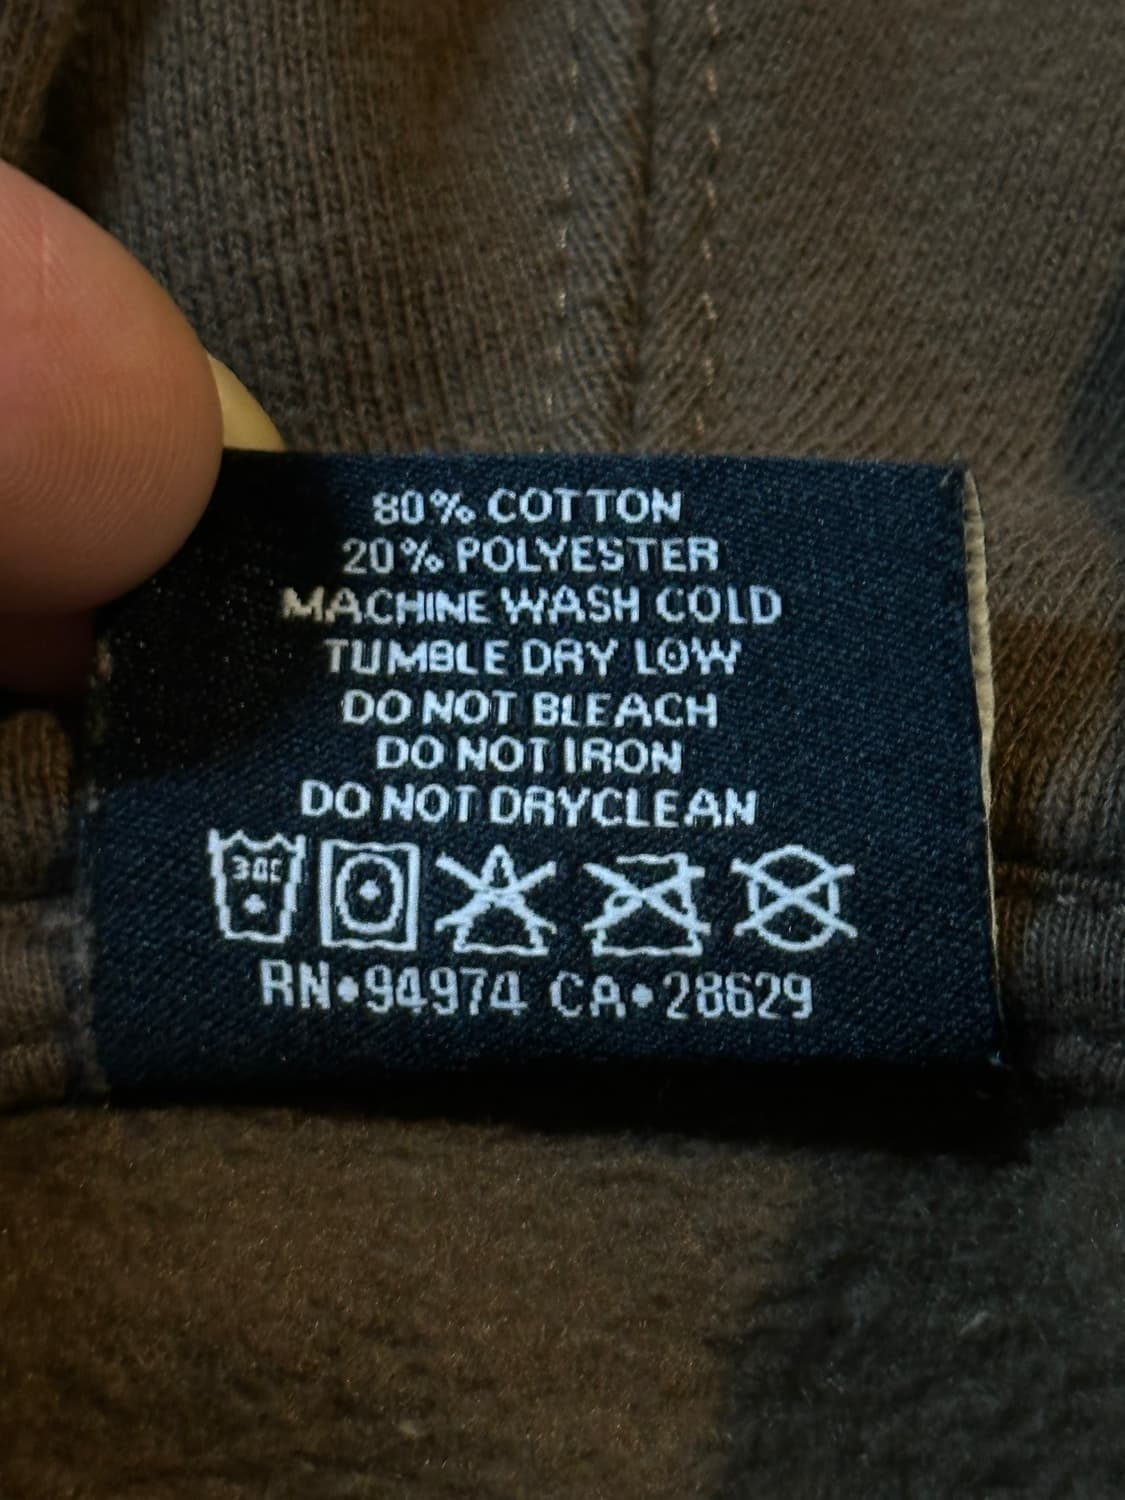 80% COTTON
20% POLYESTER
MACHINE WASH COLD
TUMBLE DRY LOW
DO NOT BLEACH
DO NOT IRON
DO NOT DRYCLEAN
30C
RN•94974 CA•28629